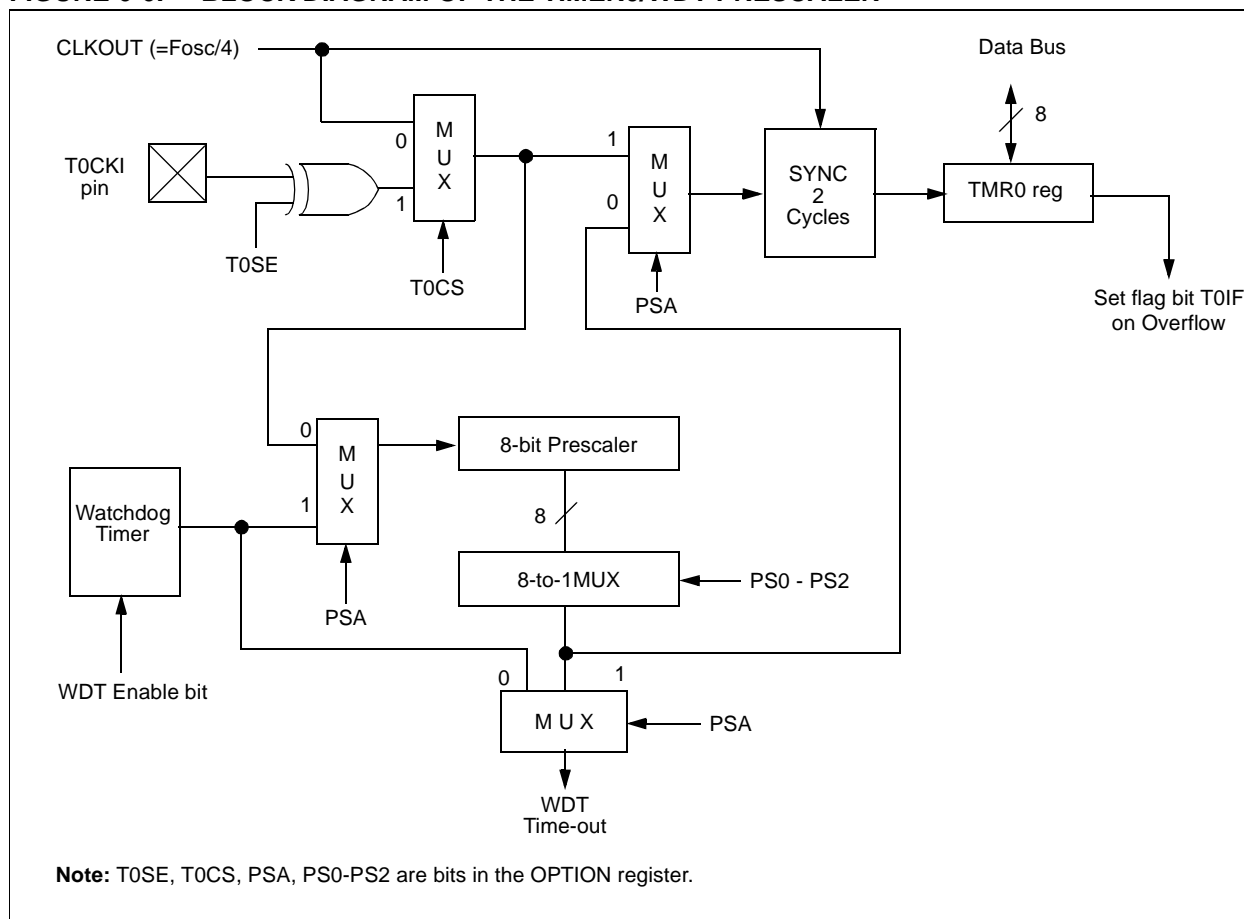 CLKOUT (=Fosc/4)
Data Bus
8
M
U
X
0
1
T0CKI
pin
T0SE
T0CS
1
0
M
U
X
PSA
SYNC
2
Cycles
TMR0 reg
Set flag bit T0IF
on Overflow
0
1
M
U
X
PSA
8-bit Prescaler
8
Watchdog
Timer
8-to-1MUX
PS0 - PS2
WDT Enable bit
0
1
M U X
PSA
WDT
Time-out
Note: T0SE, T0CS, PSA, PS0-PS2 are bits in the OPTION register.